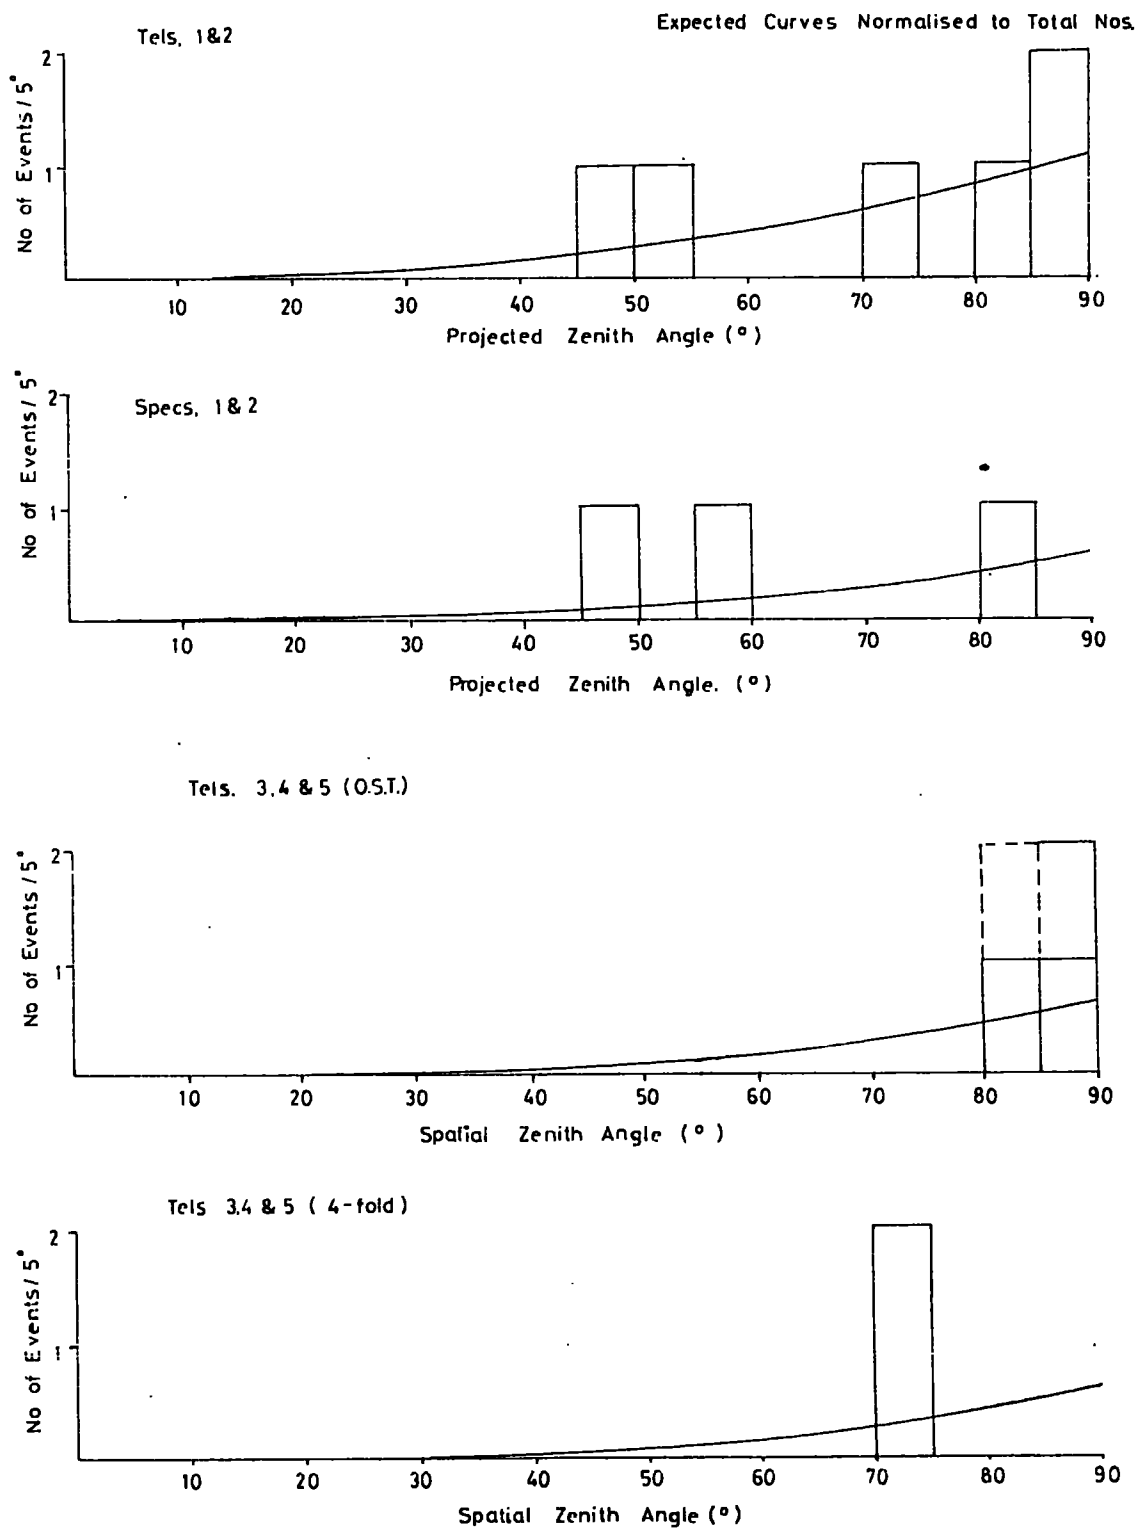 Expected Curves Normalised to Total Nos.
Tels, 1&2
No of Events / 5°
2
1
10 20 30 40 50 60 70 80 90
Projected Zenith Angle (°)
Specs, 1&2
No of Events / 5°
2
1
10 20 30 40 50 60 70 80 90
Projected Zenith Angle. (°)
Tels. 3,4 & 5 (O.S.T.)
No of Events / 5°
2
1
10 20 30 40 50 60 70 80 90
Spatial Zenith Angle (°)
Tels 3,4 & 5 ( 4-fold )
No of Events / 5°
2
1
10 20 30 40 50 60 70 80 90
Spatial Zenith Angle (°)